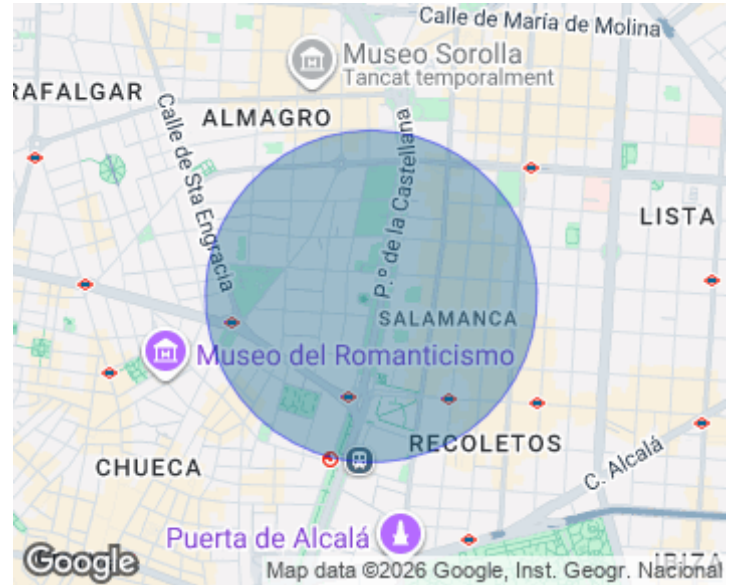 Calle de María de Molina
Museo Sorolla
Tancat temporalment
RAFALGAR
ALMAGRO
Calle de Sta Engracia
P.º de la Castellana
LISTA
SALAMANCA
Museo del Romanticismo
RECOLETOS
CHUECA
C. Alcalá
Puerta de Alcalá
IBIZA
Google
Map data ©2026 Google, Inst. Geogr. Nacional